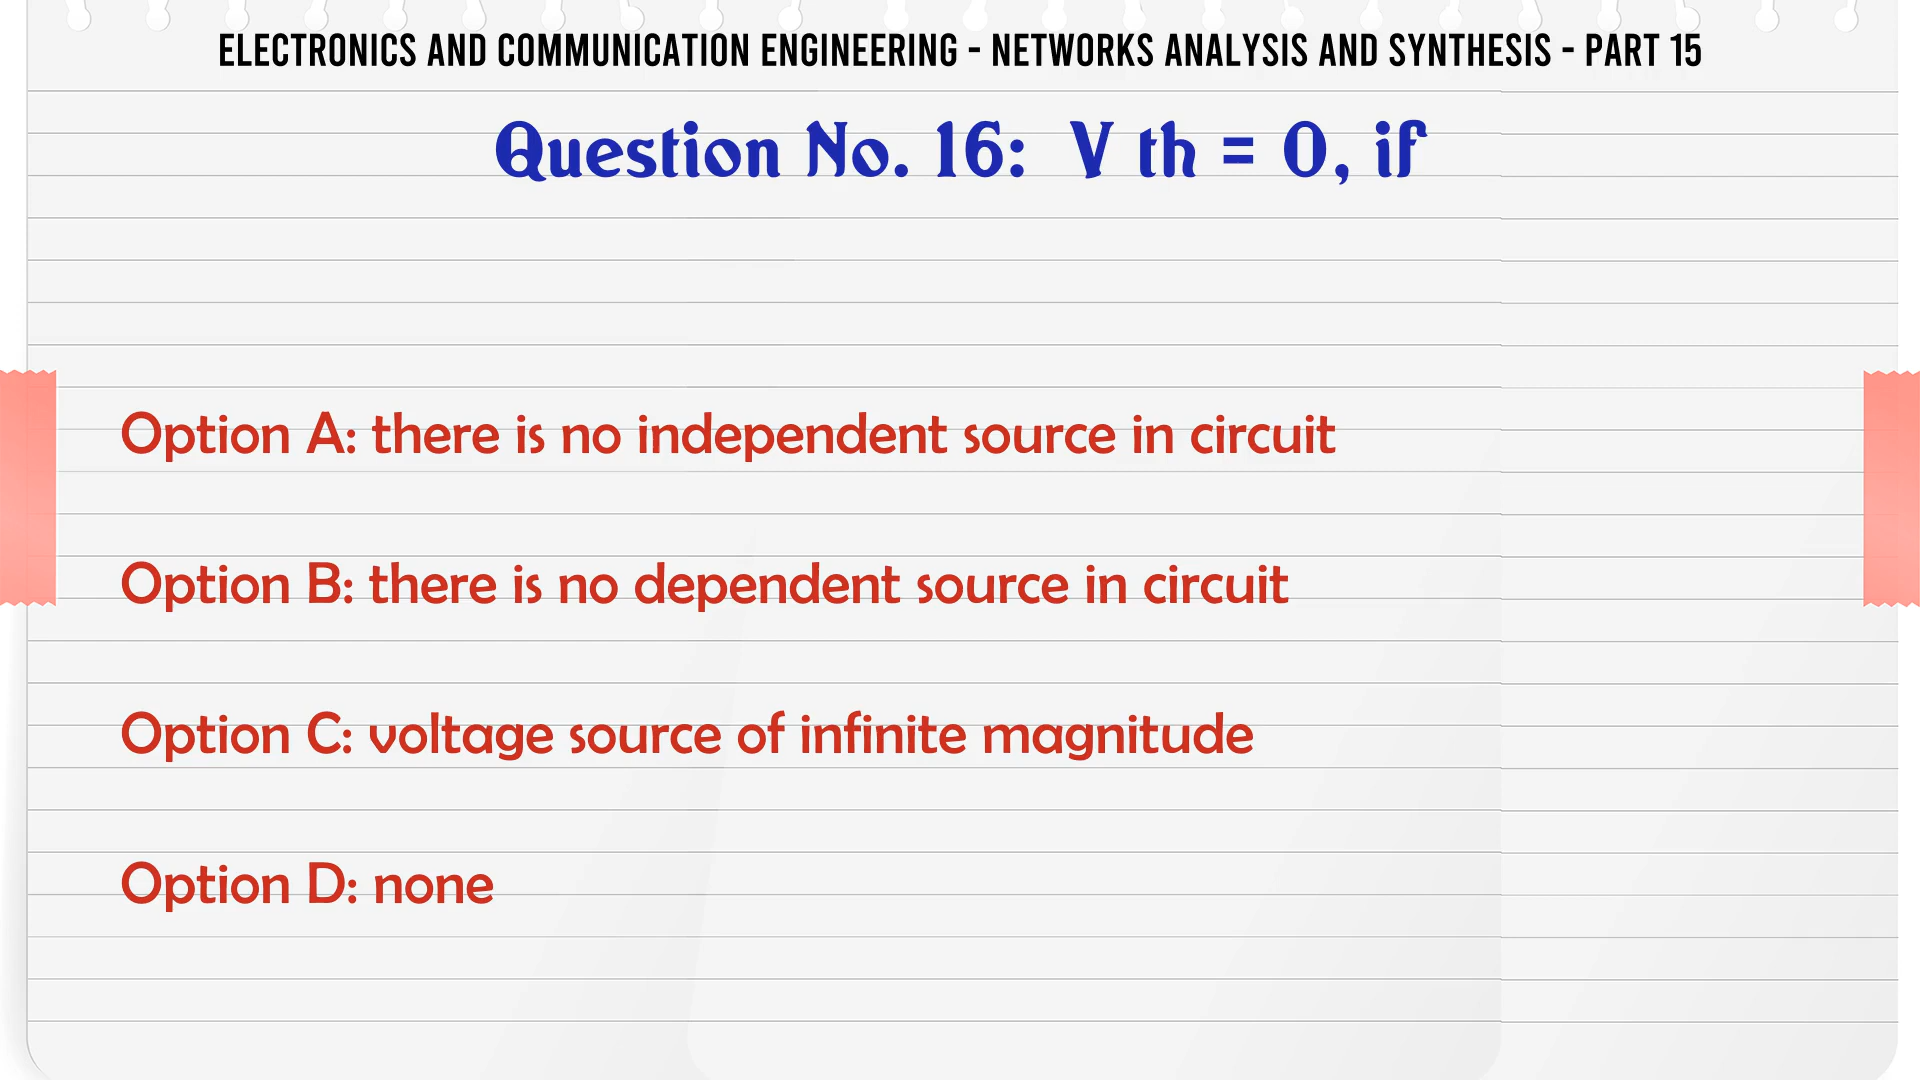 ELECTRONICS AND COMMUNICATION ENGINEERING - NETWORKS ANALYSIS AND SYNTHESIS - PART 15
Question No. 16: V th = 0, if
Option A: there is no independent source in circuit
Option B: there is no dependent source in circuit
Option C: voltage source of infinite magnitude
Option D: none